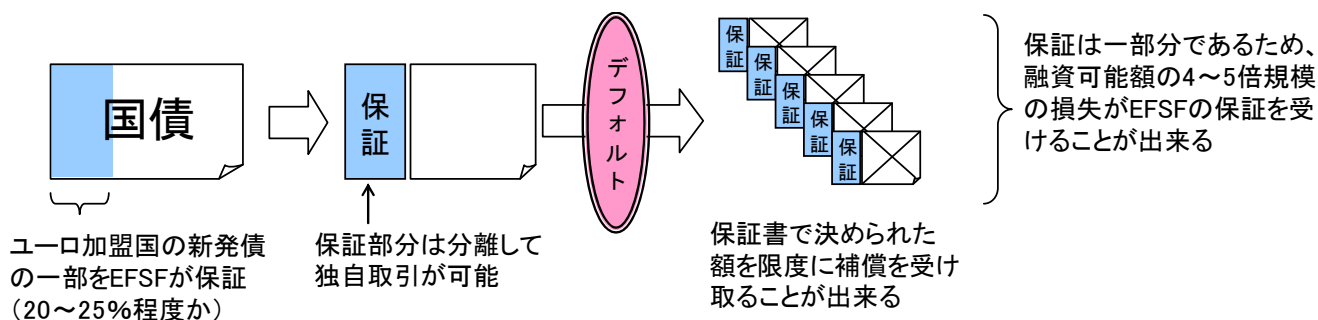 国債
ユーロ加盟国の新発債
の一部をEFSFが保証
(20～25%程度か)
保証
保証部分は分離して
独自取引が可能
デフォルト
保証
保証
保証
保証
保証
保証書で決められた
額を限度に補償を受け
取ることが出来る
保証は一部分であるため、
融資可能額の4～5倍規模
の損失がEFSFの保証を受
けることが出来る